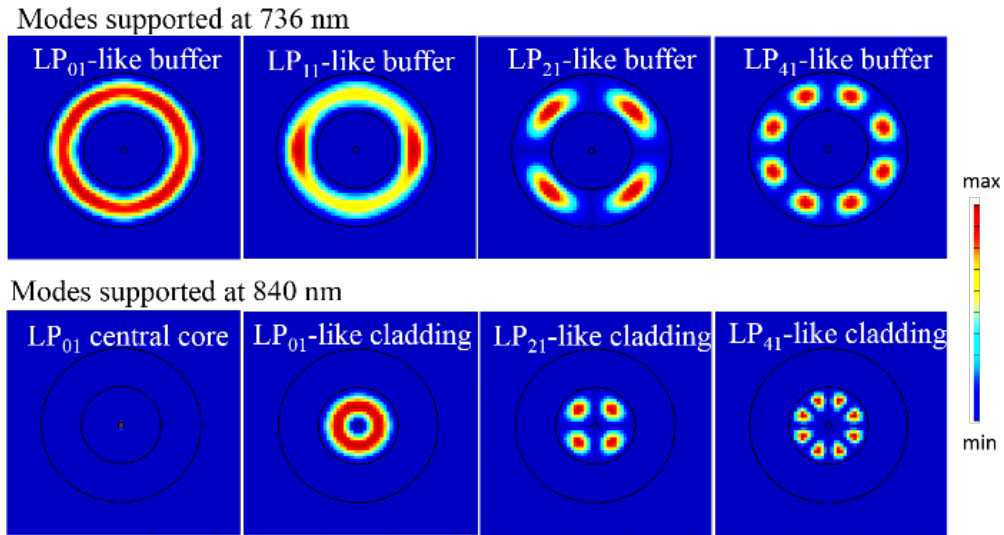 Modes supported at 736 nm
LP₀₁-like buffer
LP₁₁-like buffer
LP₂₁-like buffer
LP₄₁-like buffer
max
Modes supported at 840 nm
LP₀₁ central core
LP₀₁-like cladding
LP₂₁-like cladding
LP₄₁-like cladding
min